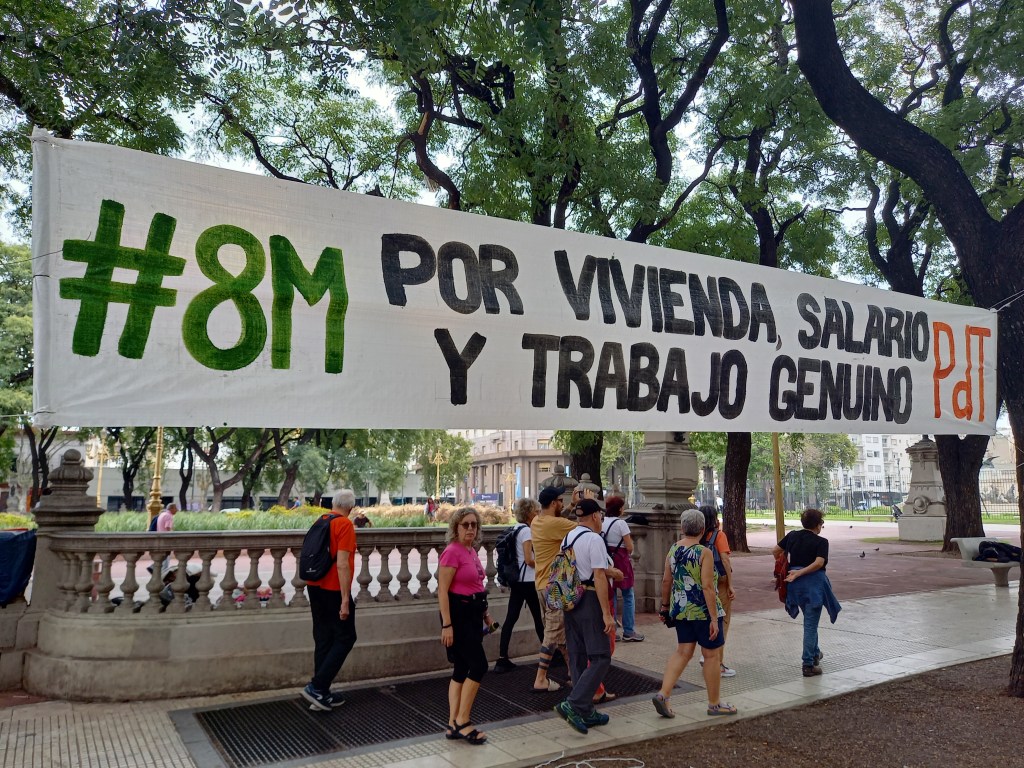 #8M POR VIVIENDA, SALARIO
Y TRABAJO GENUINO
PdT